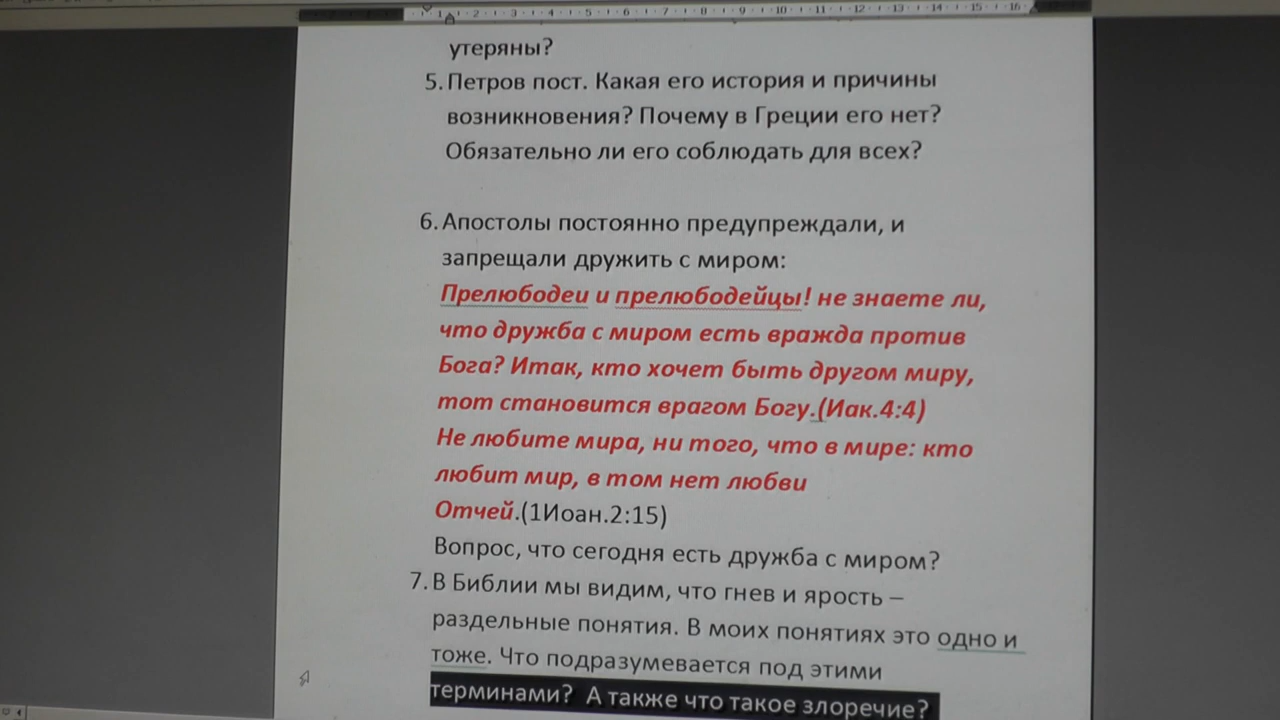 утеряны?
5. Петров пост. Какая его история и причины
возникновения? Почему в Греции его нет?
Обязательно ли его соблюдать для всех?
6. Апостолы постоянно предупреждали, и
запрещали дружить с миром:
Прелюбодеи и прелюбодейцы! не знаете ли,
что дружба с миром есть вражда против
Бога? Итак, кто хочет быть другом миру,
тот становится врагом Богу.(Иак.4:4)
Не любите мира, ни того, что в мире: кто
любит мир, в том нет любви
Отчей.(1Иоан.2:15)
Вопрос, что сегодня есть дружба с миром?
7. В Библии мы видим, что гнев и ярость –
раздельные понятия. В моих понятиях это одно и
тоже. Что подразумевается под этими
терминами? А также что такое злоречие?